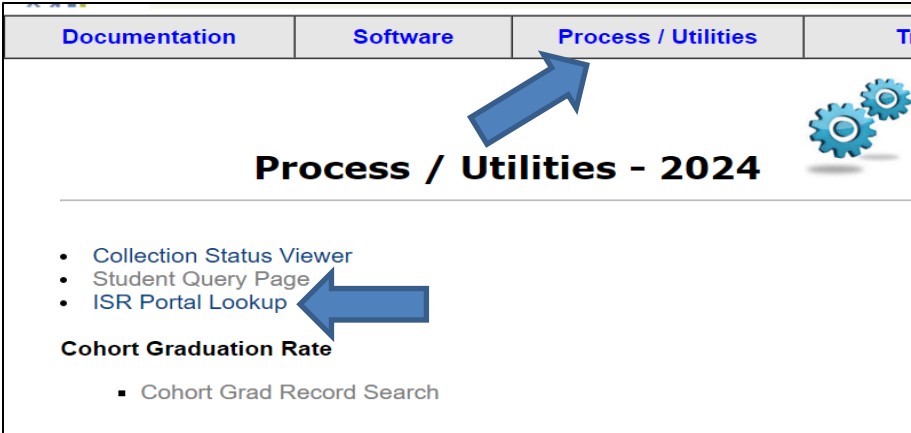 Documentation Software Process / Utilities
Process / Utilities - 2024
Collection Status Viewer
Student Query Page
ISR Portal Lookup
Cohort Graduation Rate
Cohort Grad Record Search